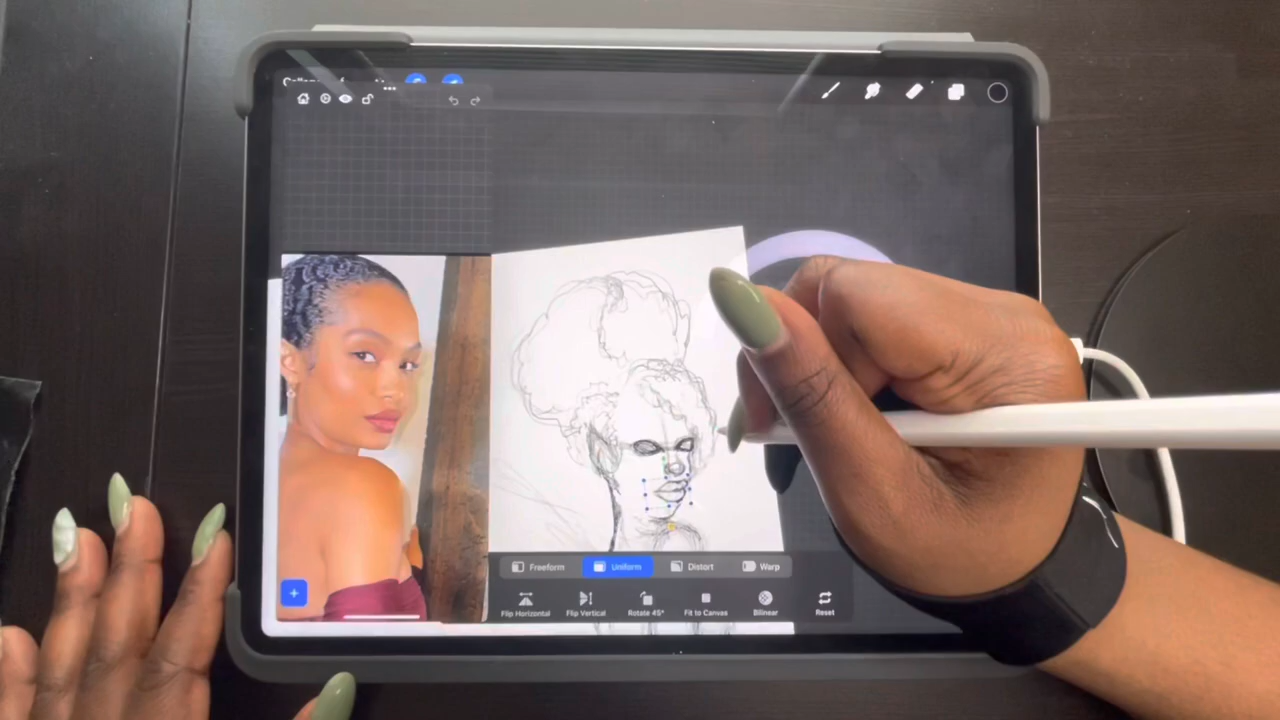 Freeform Uniform Distort Warp
Flip Horizontal Flip Vertical Rotate 45° Fit to Canvas Bilinear Reset